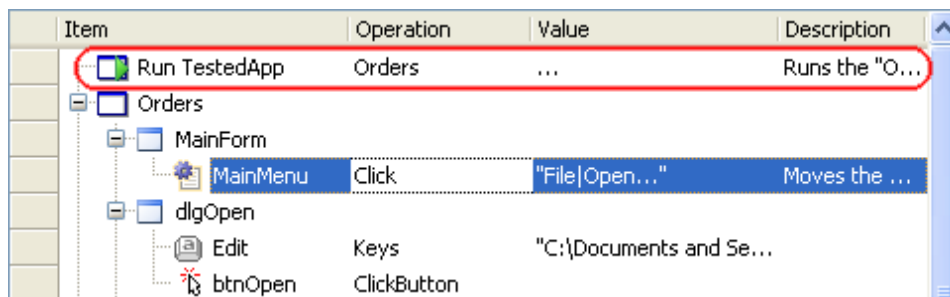 Item Operation Value Description
Run TestedApp Orders ... Runs the "O...
Orders
MainForm
MainMenu Click "File|Open..." Moves the ...
dlgOpen
Edit Keys "C:\Documents and Se...
btnOpen ClickButton